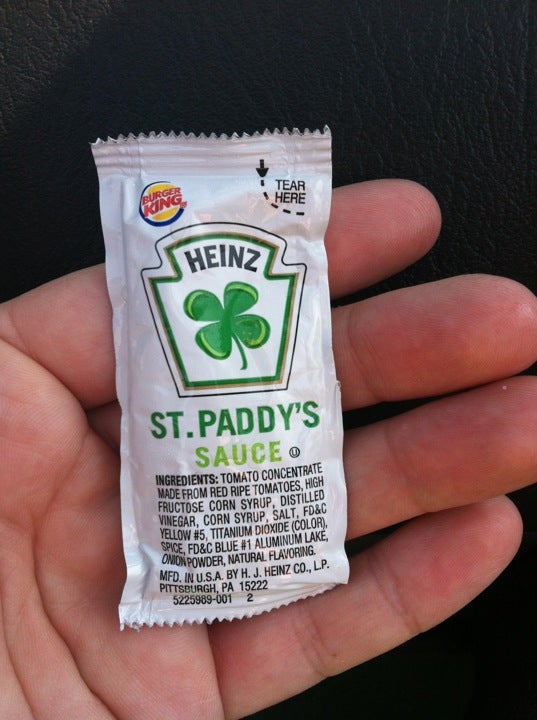 BURGER
KING
TEAR
HERE
HEINZ
ST. PADDY'S
SAUCE U
INGREDIENTS: TOMATO CONCENTRATE
MADE FROM RED RIPE TOMATOES, HIGH
FRUCTOSE CORN SYRUP, DISTILLED
VINEGAR, CORN SYRUP, SALT, FD&C
YELLOW #5, TITANIUM DIOXIDE (COLOR),
SPICE, FD&C BLUE #1 ALUMINUM LAKE,
ONION POWDER, NATURAL FLAVORING.
MFD. IN U.S.A. BY H. J. HEINZ CO., L.P.
PITTSBURGH, PA 15222
5225989-001 2